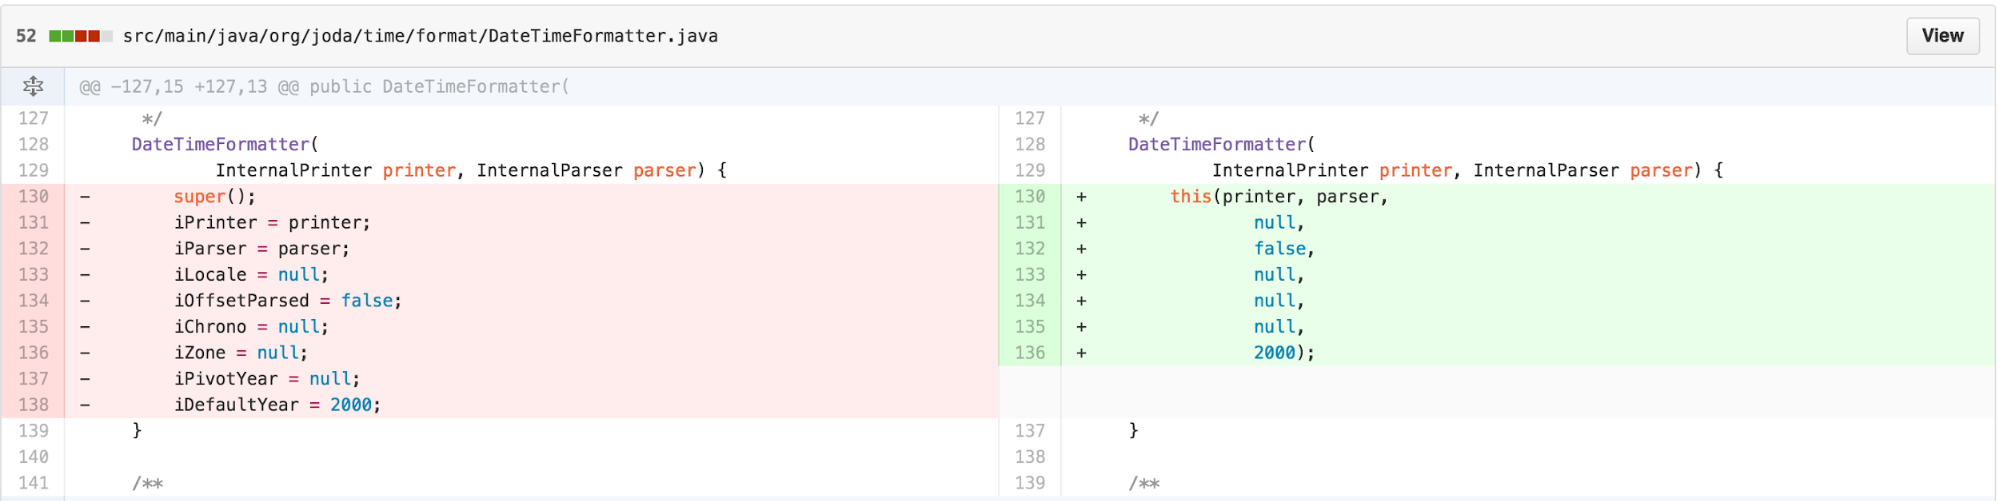 52 src/main/java/org/joda/time/format/DateTimeFormatter.java View
@@ -127,15 +127,13 @@ public DateTimeFormatter(
127 */
128 DateTimeFormatter(
129 InternalPrinter printer, InternalParser parser) {
130 - super();
131 - iPrinter = printer;
132 - iParser = parser;
133 - iLocale = null;
134 - iOffsetParsed = false;
135 - iChrono = null;
136 - iZone = null;
137 - iPivotYear = null;
138 - iDefaultYear = 2000;
139 }
140
141 /**
127 */
128 DateTimeFormatter(
129 InternalPrinter printer, InternalParser parser) {
130 + this(printer, parser,
131 + null,
132 + false,
133 + null,
134 + null,
135 + null,
136 + 2000);
137 }
138
139 /**